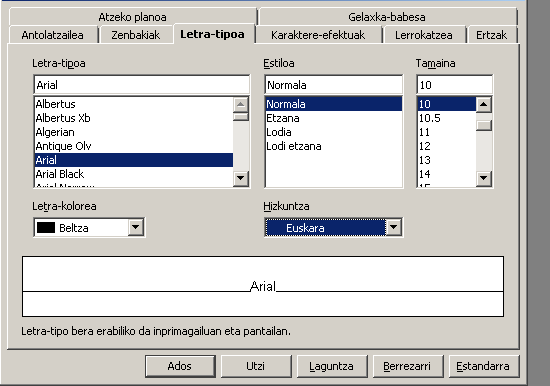 Atzeko planoa Gelaxka-babesa
Antolatzailea Zenbakiak Letra-tipoa Karaktere-efektuak Lerrokatzea Ertzak
Letra-tipoa Estiloa Tamaina
Arial Normala 10
Albertus Normala 10
Albertus Xb Etzana 10.5
Algerian Lodia 11
Antique Olv Lodi etzana 12
Arial 13
Arial Black 14
Arial Narrow 15
Letra-kolorea Hizkuntza
Beltza Euskara
Arial
Letra-tipo bera erabiliko da inprimagailuan eta pantailan.
Ados Utzi Laguntza Berrezarri Estandarra